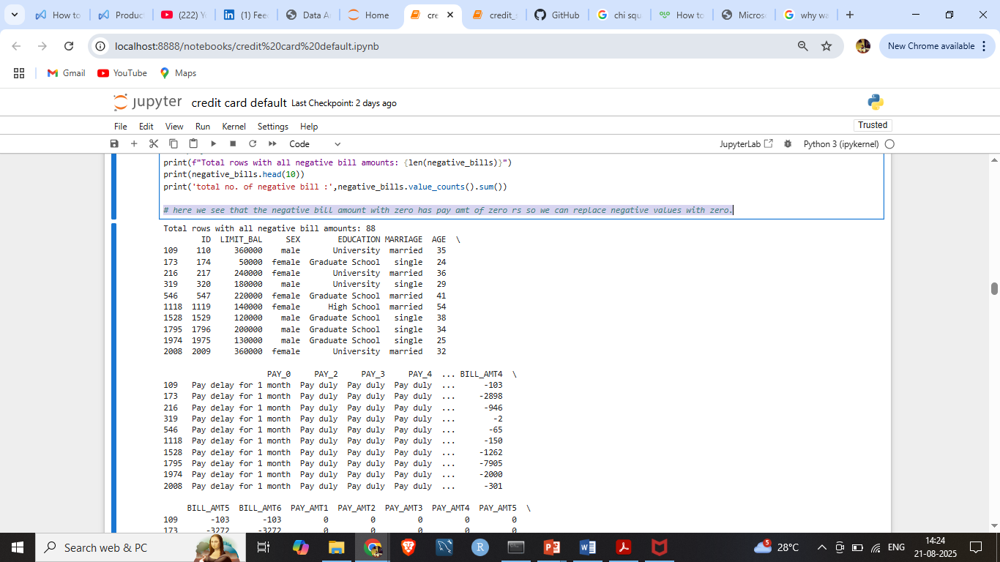 How to
Produc
(222) Y
(1) Fee
Data A
Home
cre
credit_
GitHub
chi squ
How to
Micros
why wa
localhost:8888/notebooks/credit%20card%20default.ipynb
New Chrome available
Gmail
YouTube
Maps
jupyter credit card default Last Checkpoint: 2 days ago
File Edit View Run Kernel Settings Help
Trusted
Code
JupyterLab
Python 3 (ipykernel)
print(f"Total rows with all negative bill amounts: {len(negative_bills)}")
print(negative_bills.head(10))
print('total no. of negative bill :',negative_bills.value_counts().sum())
# here we see that the negative bill amount with zero has pay amt of zero rs so we can replace negative values with zero.
Total rows with all negative bill amounts: 88
ID LIMIT_BAL SEX EDUCATION MARRIAGE AGE \
109 110 360000 male University married 35
173 174 50000 female Graduate School single 24
216 217 240000 female University married 36
319 320 180000 male University single 29
546 547 220000 female Graduate School married 41
1118 1119 140000 female High School married 54
1528 1529 120000 male Graduate School single 38
1795 1796 200000 male Graduate School single 34
1974 1975 130000 male Graduate School single 25
2008 2009 360000 female University married 32
PAY_0 PAY_2 PAY_3 PAY_4 ... BILL_AMT4 \
109 Pay delay for 1 month Pay duly Pay duly Pay duly ... -103
173 Pay delay for 1 month Pay duly Pay duly Pay duly ... -2898
216 Pay delay for 1 month Pay duly Pay duly Pay duly ... -946
319 Pay delay for 1 month Pay duly Pay duly Pay duly ... -2
546 Pay delay for 1 month Pay duly Pay duly Pay duly ... -65
1118 Pay delay for 1 month Pay duly Pay duly Pay duly ... -150
1528 Pay delay for 1 month Pay duly Pay duly Pay duly ... -1262
1795 Pay delay for 1 month Pay duly Pay duly Pay duly ... -7905
1974 Pay delay for 1 month Pay duly Pay duly Pay duly ... -2000
2008 Pay delay for 1 month Pay duly Pay duly Pay duly ... -301
BILL_AMT5 BILL_AMT6 PAY_AMT1 PAY_AMT2 PAY_AMT3 PAY_AMT4 PAY_AMT5 \
109 -103 -103 0 0 0 0 0
173 -3272 -3272 0 0 0 0 0
Search web & PC
5
28°C
ENG
14:24
21-08-2025